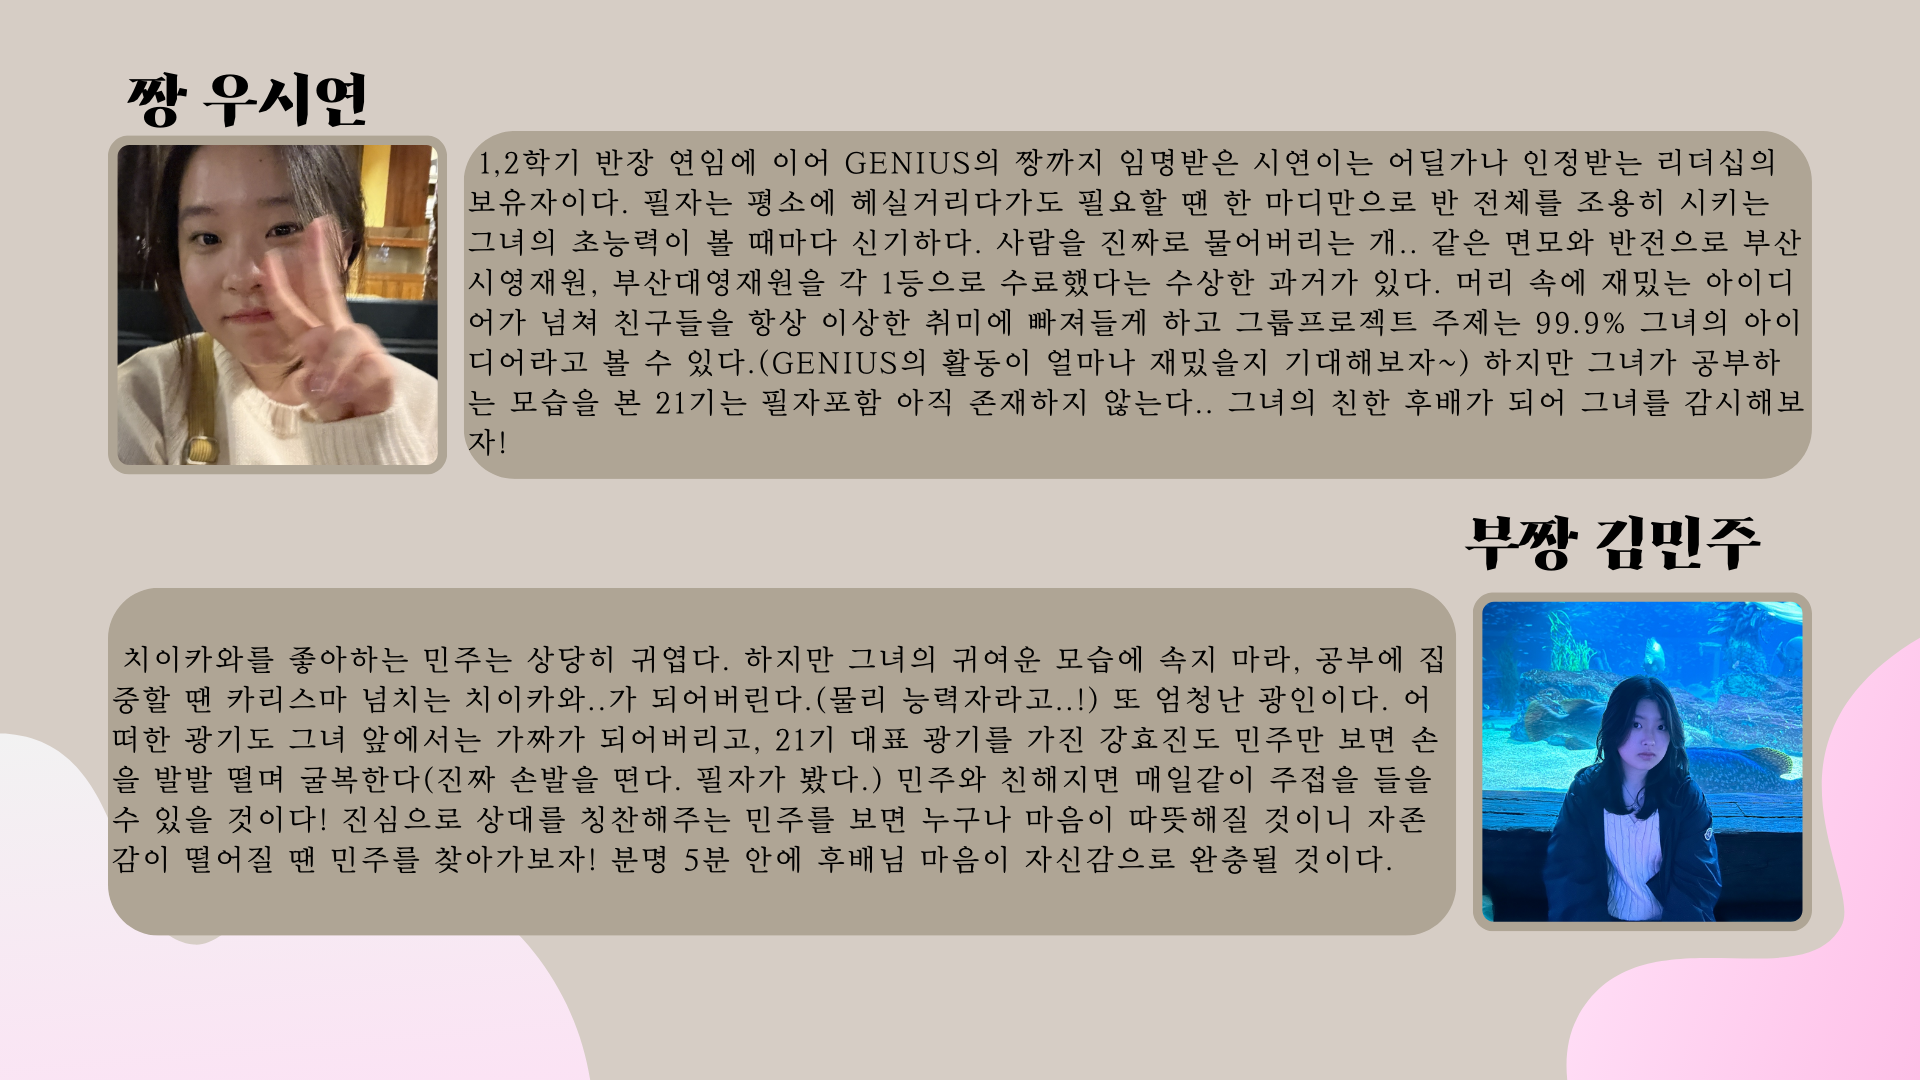 짱 우시연
1,2학기 반장 연임에 이어 GENIUS의 짱까지 임명받은 시연이는 어딜가나 인정받는 리더십의
보유자이다. 필자는 평소에 헤실거리다가도 필요할 땐 한 마디만으로 반 전체를 조용히 시키는
그녀의 초능력이 볼 때마다 신기하다. 사람을 진짜로 물어버리는 개.. 같은 면모와 반전으로 부산
시영재원, 부산대영재원을 각 1등으로 수료했다는 수상한 과거가 있다. 머리 속에 재밌는 아이디
어가 넘쳐 친구들을 항상 이상한 취미에 빠져들게 하고 그룹프로젝트 주제는 99.9% 그녀의 아이
디어라고 볼 수 있다.(GENIUS의 활동이 얼마나 재밌을지 기대해보자~) 하지만 그녀가 공부하
는 모습을 본 21기는 필자포함 아직 존재하지 않는다.. 그녀의 친한 후배가 되어 그녀를 감시해보
자!
부짱 김민주
치이카와를 좋아하는 민주는 상당히 귀엽다. 하지만 그녀의 귀여운 모습에 속지 마라, 공부에 집
중할 땐 카리스마 넘치는 치이카와..가 되어버린다.(물리 능력자라고..!) 또 엄청난 광인이다. 어
떠한 광기도 그녀 앞에서는 가짜가 되어버리고, 21기 대표 광기를 가진 강효진도 민주만 보면 손
을 발발 떨며 굴복한다(진짜 손발을 떤다. 필자가 봤다.) 민주와 친해지면 매일같이 주접을 들을
수 있을 것이다! 진심으로 상대를 칭찬해주는 민주를 보면 누구나 마음이 따뜻해질 것이니 자존
감이 떨어질 땐 민주를 찾아가보자! 분명 5분 안에 후배님 마음이 자신감으로 완충될 것이다.